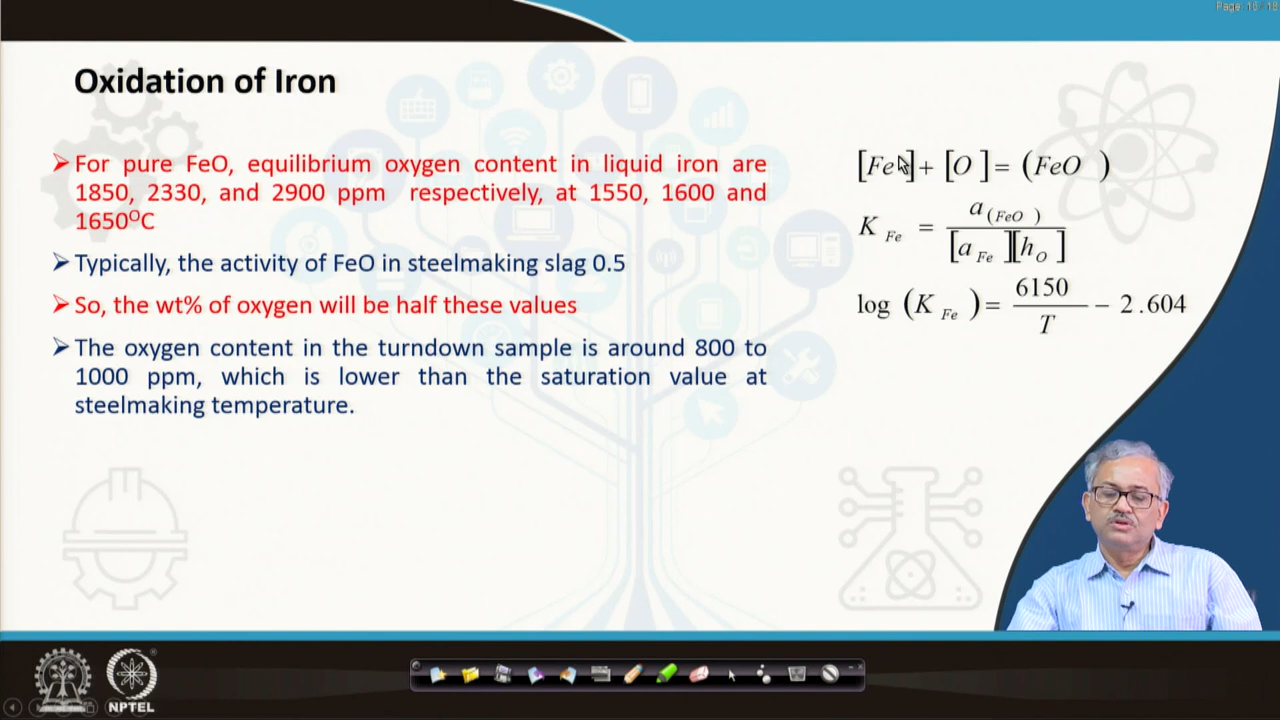 Page 15/18
Oxidation of Iron
➢For pure FeO, equilibrium oxygen content in liquid iron are
1850, 2330, and 2900 ppm respectively, at 1550, 1600 and
1650⁰C
➢Typically, the activity of FeO in steelmaking slag 0.5
➢So, the wt% of oxygen will be half these values
➢The oxygen content in the turndown sample is around 800 to
1000 ppm, which is lower than the saturation value at
steelmaking temperature.
[Fe] + [O] = (FeO)
K Fe = a (FeO) / [a Fe][h O]
log (K Fe) = 6150 / T − 2.604
NPTEL